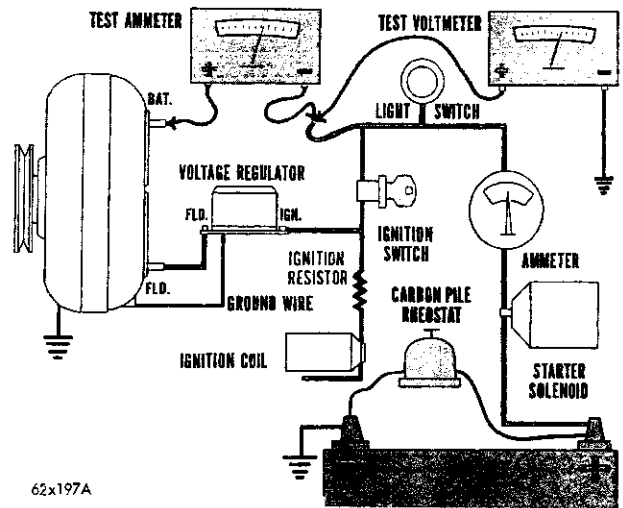 TEST AMMETER
TEST VOLTMETER
+
−
+
−
BAT.
LIGHT SWITCH
VOLTAGE REGULATOR
FLD.
IGN.
IGNITION SWITCH
IGNITION RESISTOR
AMMETER
FLD.
GROUND WIRE
CARBON PILE RHEOSTAT
IGNITION COIL
STARTER SOLENOID
+
62x197A